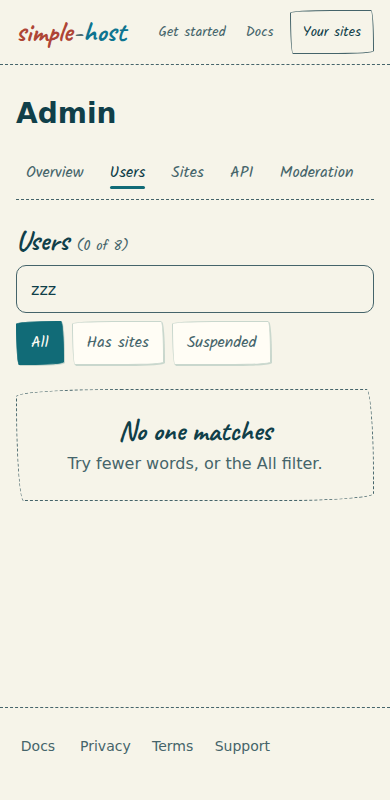 simple-host Get started Docs Your sites
Admin
Overview Users Sites API Moderation
Users (0 of 8)
zzz
All Has sites Suspended
No one matches
Try fewer words, or the All filter.
Docs Privacy Terms Support